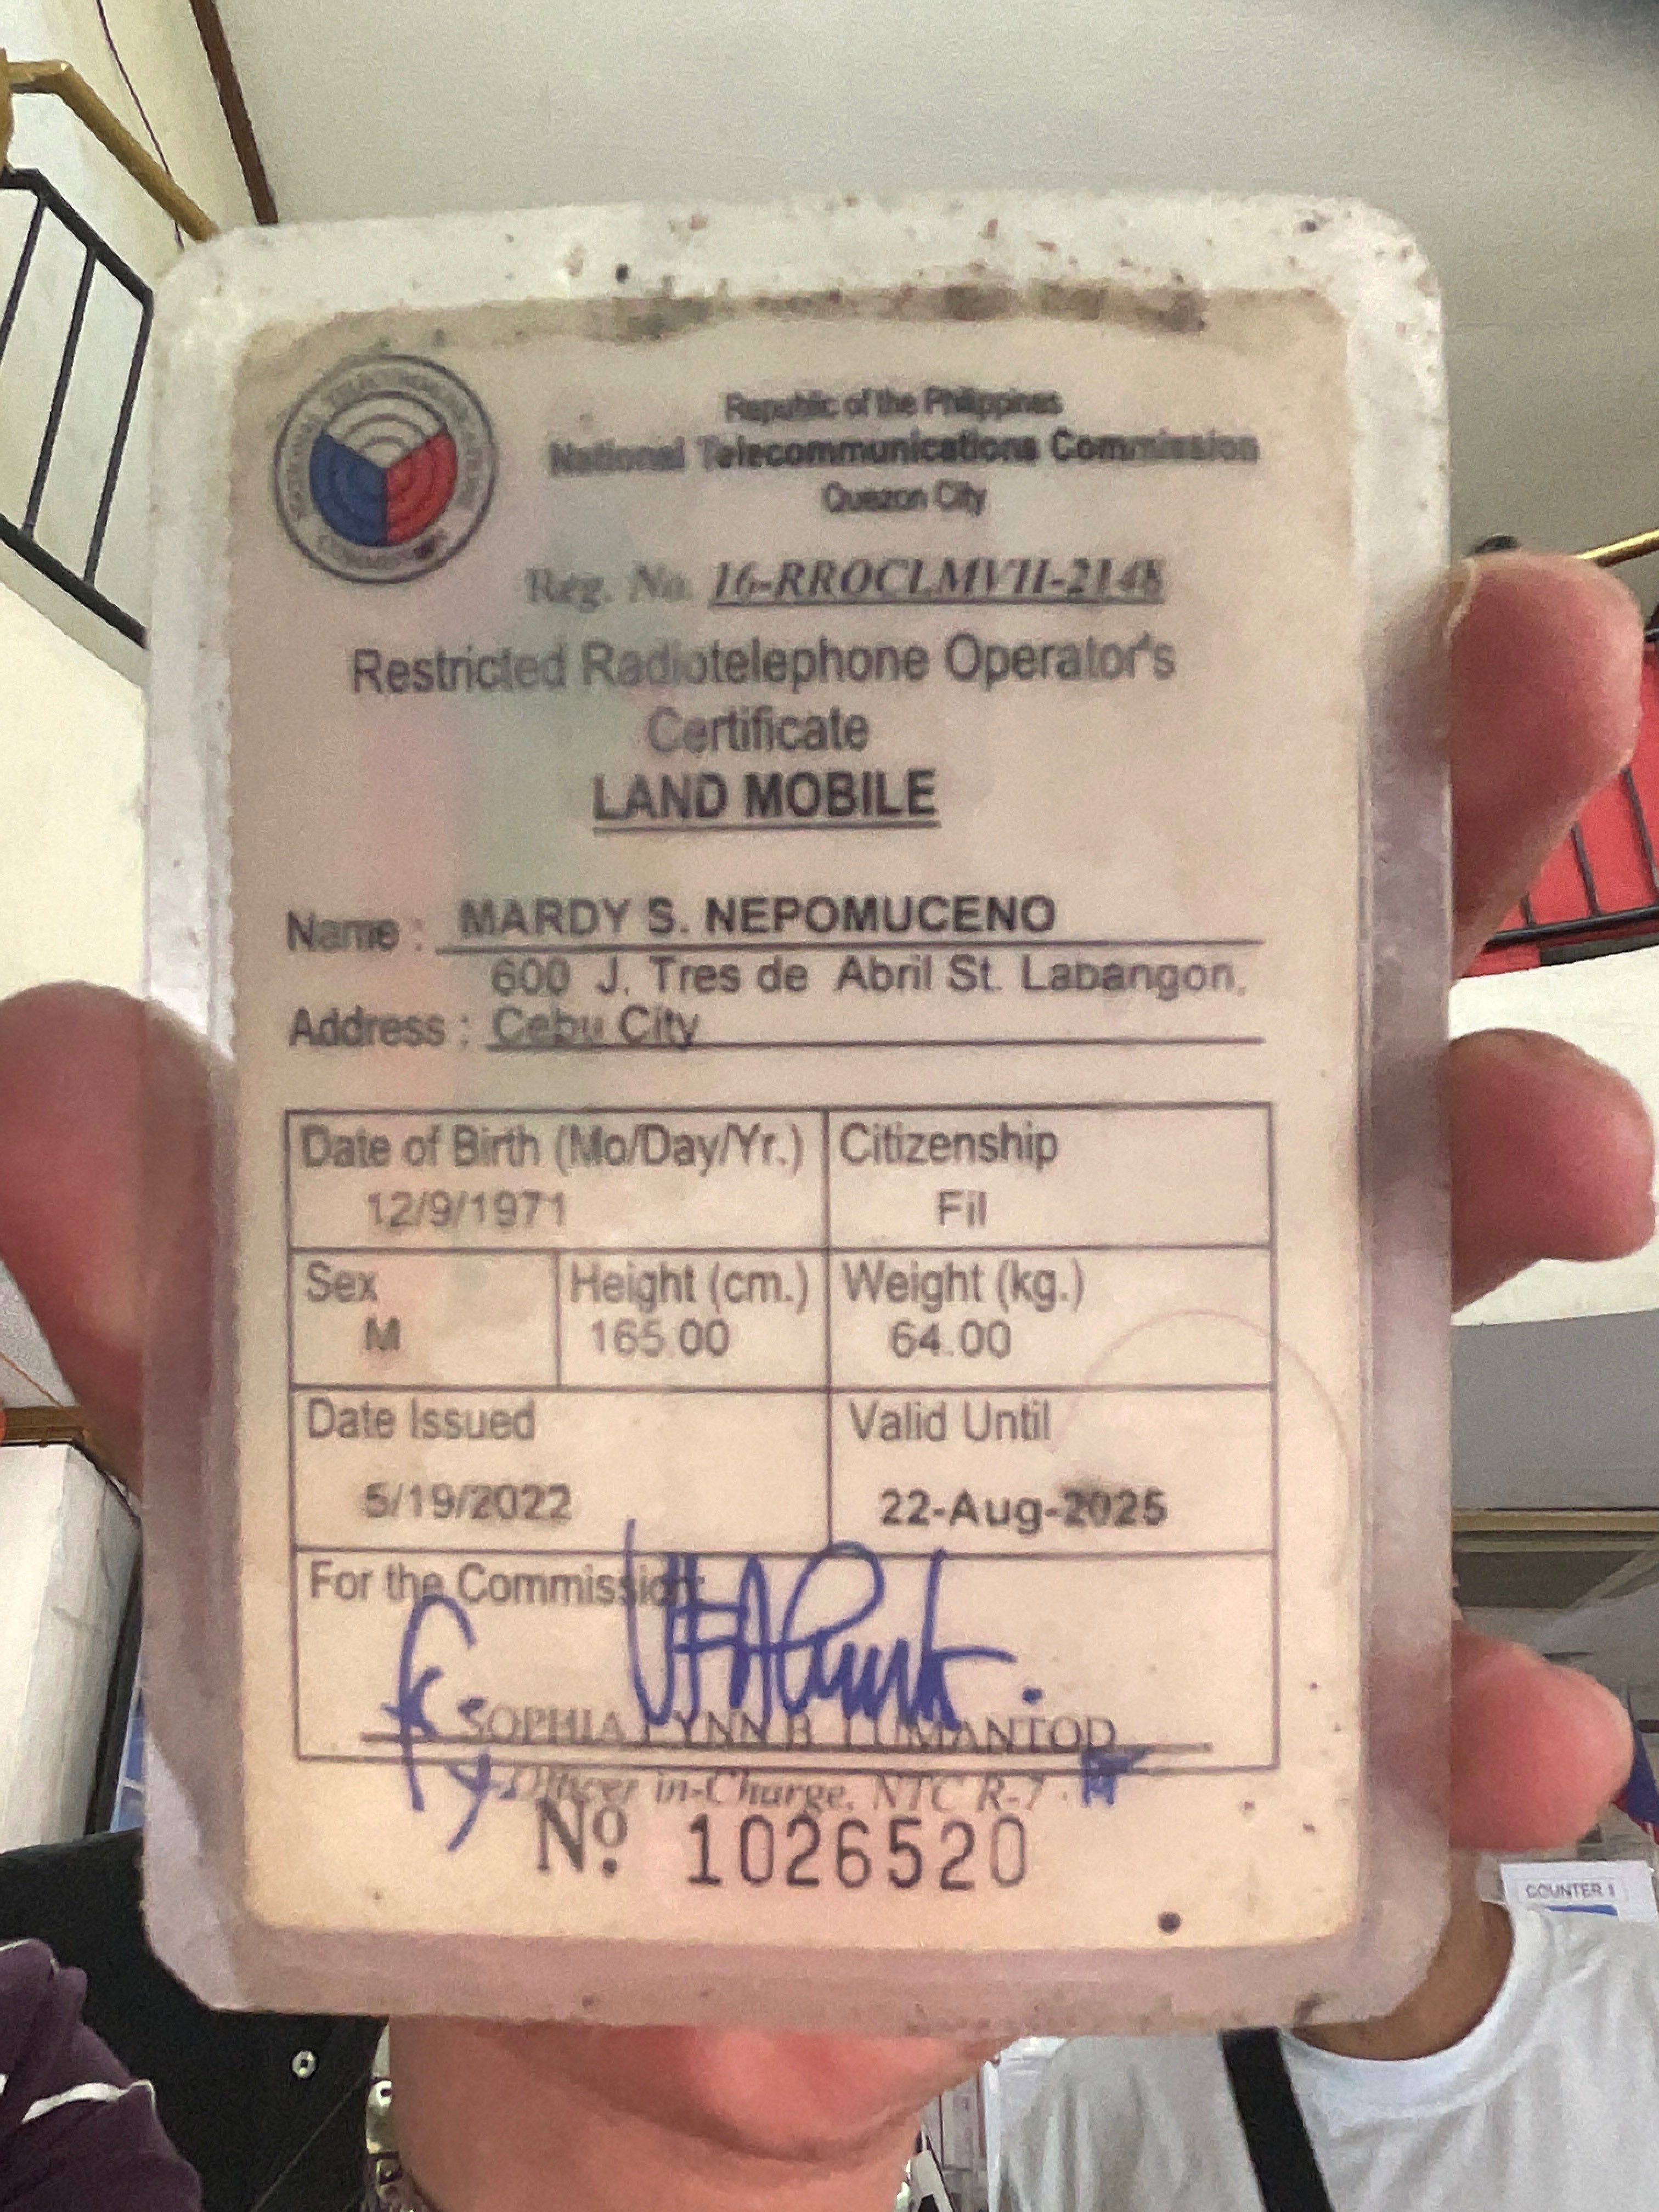 Republic of the Philippines
National Telecommunications Commission
Quezon City
NATIONAL TELECOMMUNICATIONS COMMISSION
Reg. No. 16-RROCLMVII-2148
Restricted Radiotelephone Operator's
Certificate
LAND MOBILE
Name : MARDY S. NEPOMUCENO
600 J. Tres de Abril St. Labangon,
Address : Cebu City
Date of Birth (Mo/Day/Yr.) Citizenship
12/9/1971 Fil
Sex Height (cm.) Weight (kg.)
M 165.00 64.00
Date Issued Valid Until
5/19/2022 22-Aug-2025
For the Commission:
SOPHIA LYNN B. LUMANTOD
Officer in-Charge, NTC R-7
No. 1026520
COUNTER 1